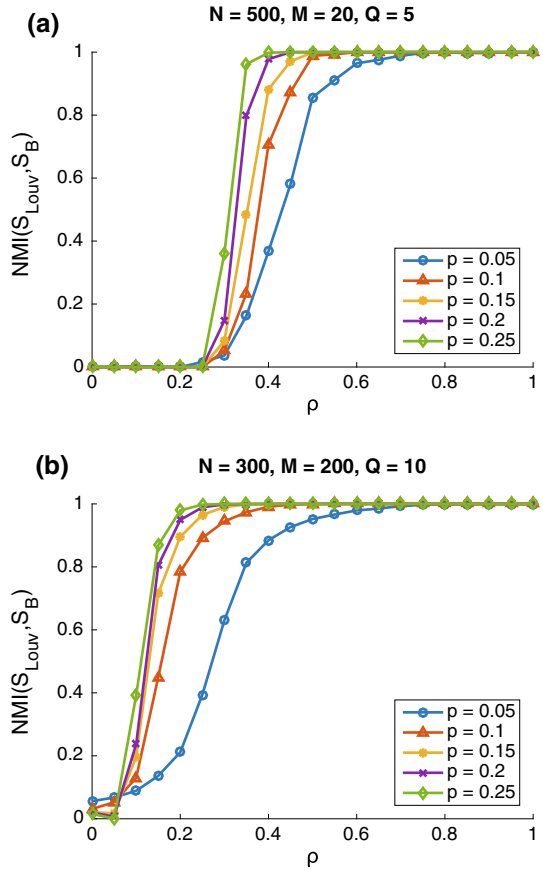 (a)
N = 500, M = 20, Q = 5
1
0.8
0.6
0.4
0.2
0
NMI(S_Louv, S_B)
p = 0.05
p = 0.1
p = 0.15
p = 0.2
p = 0.25
0 0.2 0.4 0.6 0.8 1
ρ
(b)
N = 300, M = 200, Q = 10
1
0.8
0.6
0.4
0.2
0
NMI(S_Louv, S_B)
p = 0.05
p = 0.1
p = 0.15
p = 0.2
p = 0.25
0 0.2 0.4 0.6 0.8 1
ρ